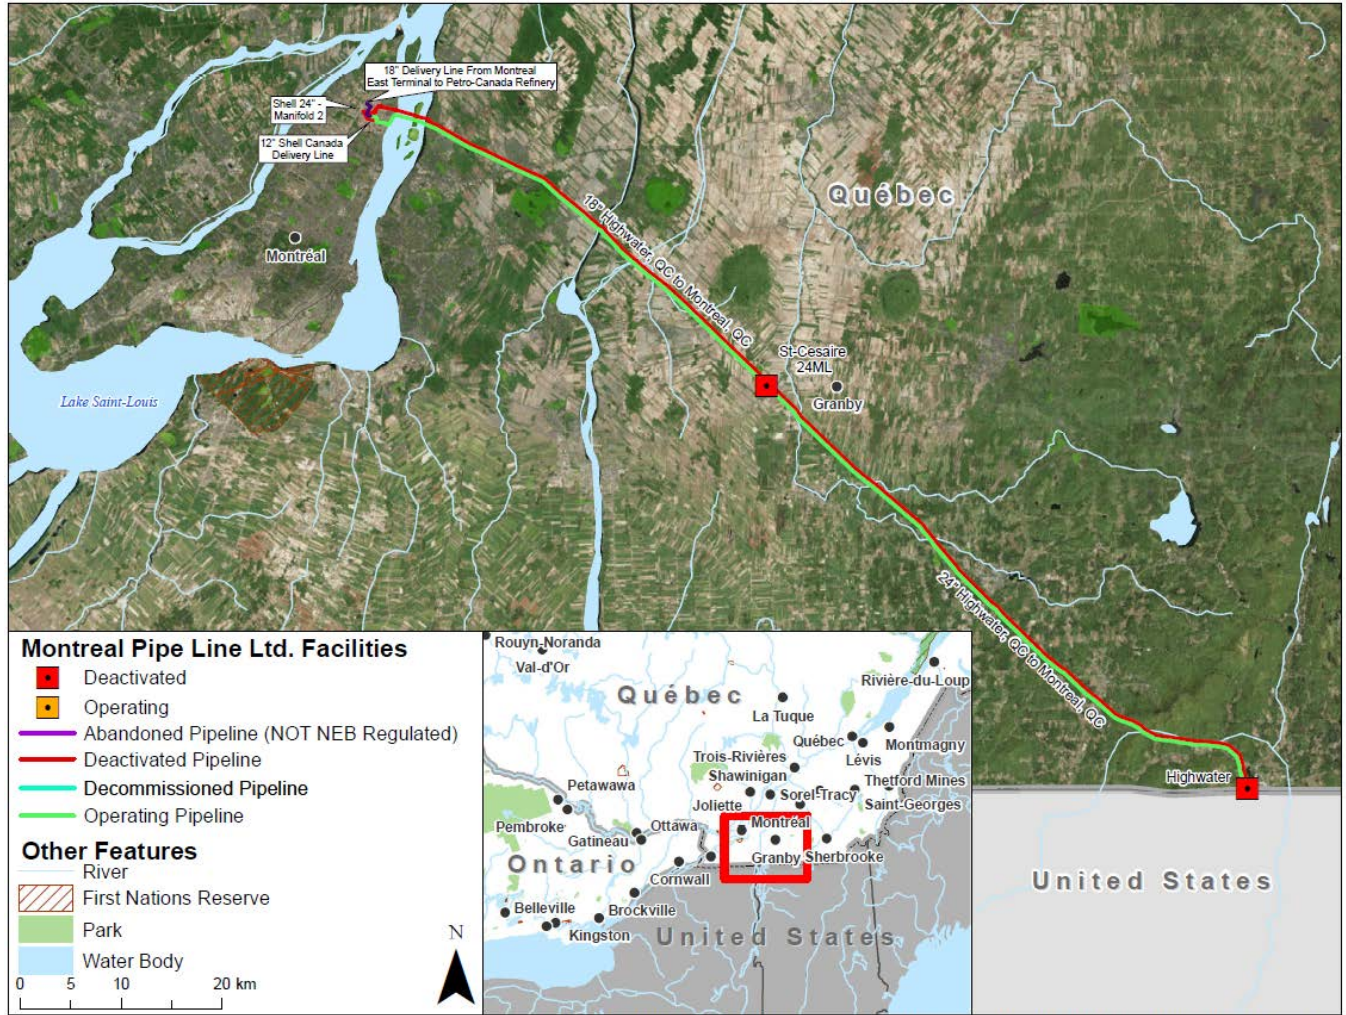 18" Delivery Line From Montreal
East Terminal to Petro-Canada Refinery
Shell 24" -
Manifold 2
12" Shell Canada
Delivery Line
Montréal
Québec
18" Highwater, QC to Montreal, QC
St-Cesaire
24ML
Granby
Lake Saint-Louis
24" Highwater, QC to Montreal, QC
Highwater
United States
Montreal Pipe Line Ltd. Facilities
Deactivated
Operating
Abandoned Pipeline (NOT NEB Regulated)
Deactivated Pipeline
Decommissioned Pipeline
Operating Pipeline
Other Features
River
First Nations Reserve
Park
Water Body
0 5 10 20 km
N
Rouyn-Noranda
Val-d'Or
Québec
Rivière-du-Loup
La Tuque
Québec
Montmagny
Lévis
Trois-Rivières
Shawinigan
Thetford Mines
Petawawa
Joliette
Sorel-Tracy
Saint-Georges
Pembroke
Ottawa
Montréal
Gatineau
Ontario
Granby
Sherbrooke
Cornwall
Belleville
Brockville
Kingston
United States